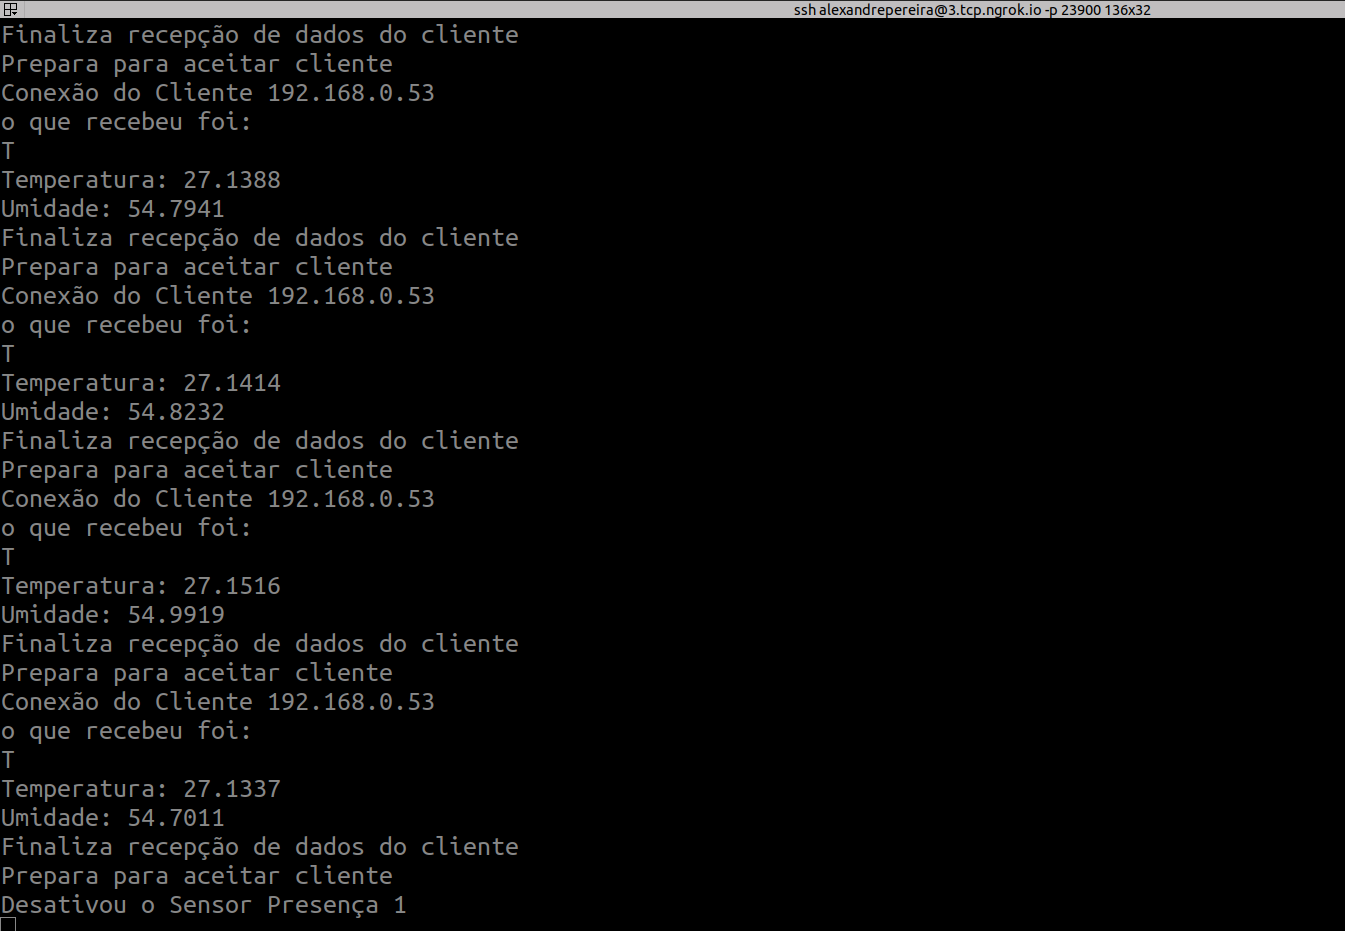 ssh alexandrepereira@3.tcp.ngrok.io -p 23900 136x32
Finaliza recepção de dados do cliente
Prepara para aceitar cliente
Conexão do Cliente 192.168.0.53
o que recebeu foi:
T
Temperatura: 27.1388
Umidade: 54.7941
Finaliza recepção de dados do cliente
Prepara para aceitar cliente
Conexão do Cliente 192.168.0.53
o que recebeu foi:
T
Temperatura: 27.1414
Umidade: 54.8232
Finaliza recepção de dados do cliente
Prepara para aceitar cliente
Conexão do Cliente 192.168.0.53
o que recebeu foi:
T
Temperatura: 27.1516
Umidade: 54.9919
Finaliza recepção de dados do cliente
Prepara para aceitar cliente
Conexão do Cliente 192.168.0.53
o que recebeu foi:
T
Temperatura: 27.1337
Umidade: 54.7011
Finaliza recepção de dados do cliente
Prepara para aceitar cliente
Desativou o Sensor Presença 1